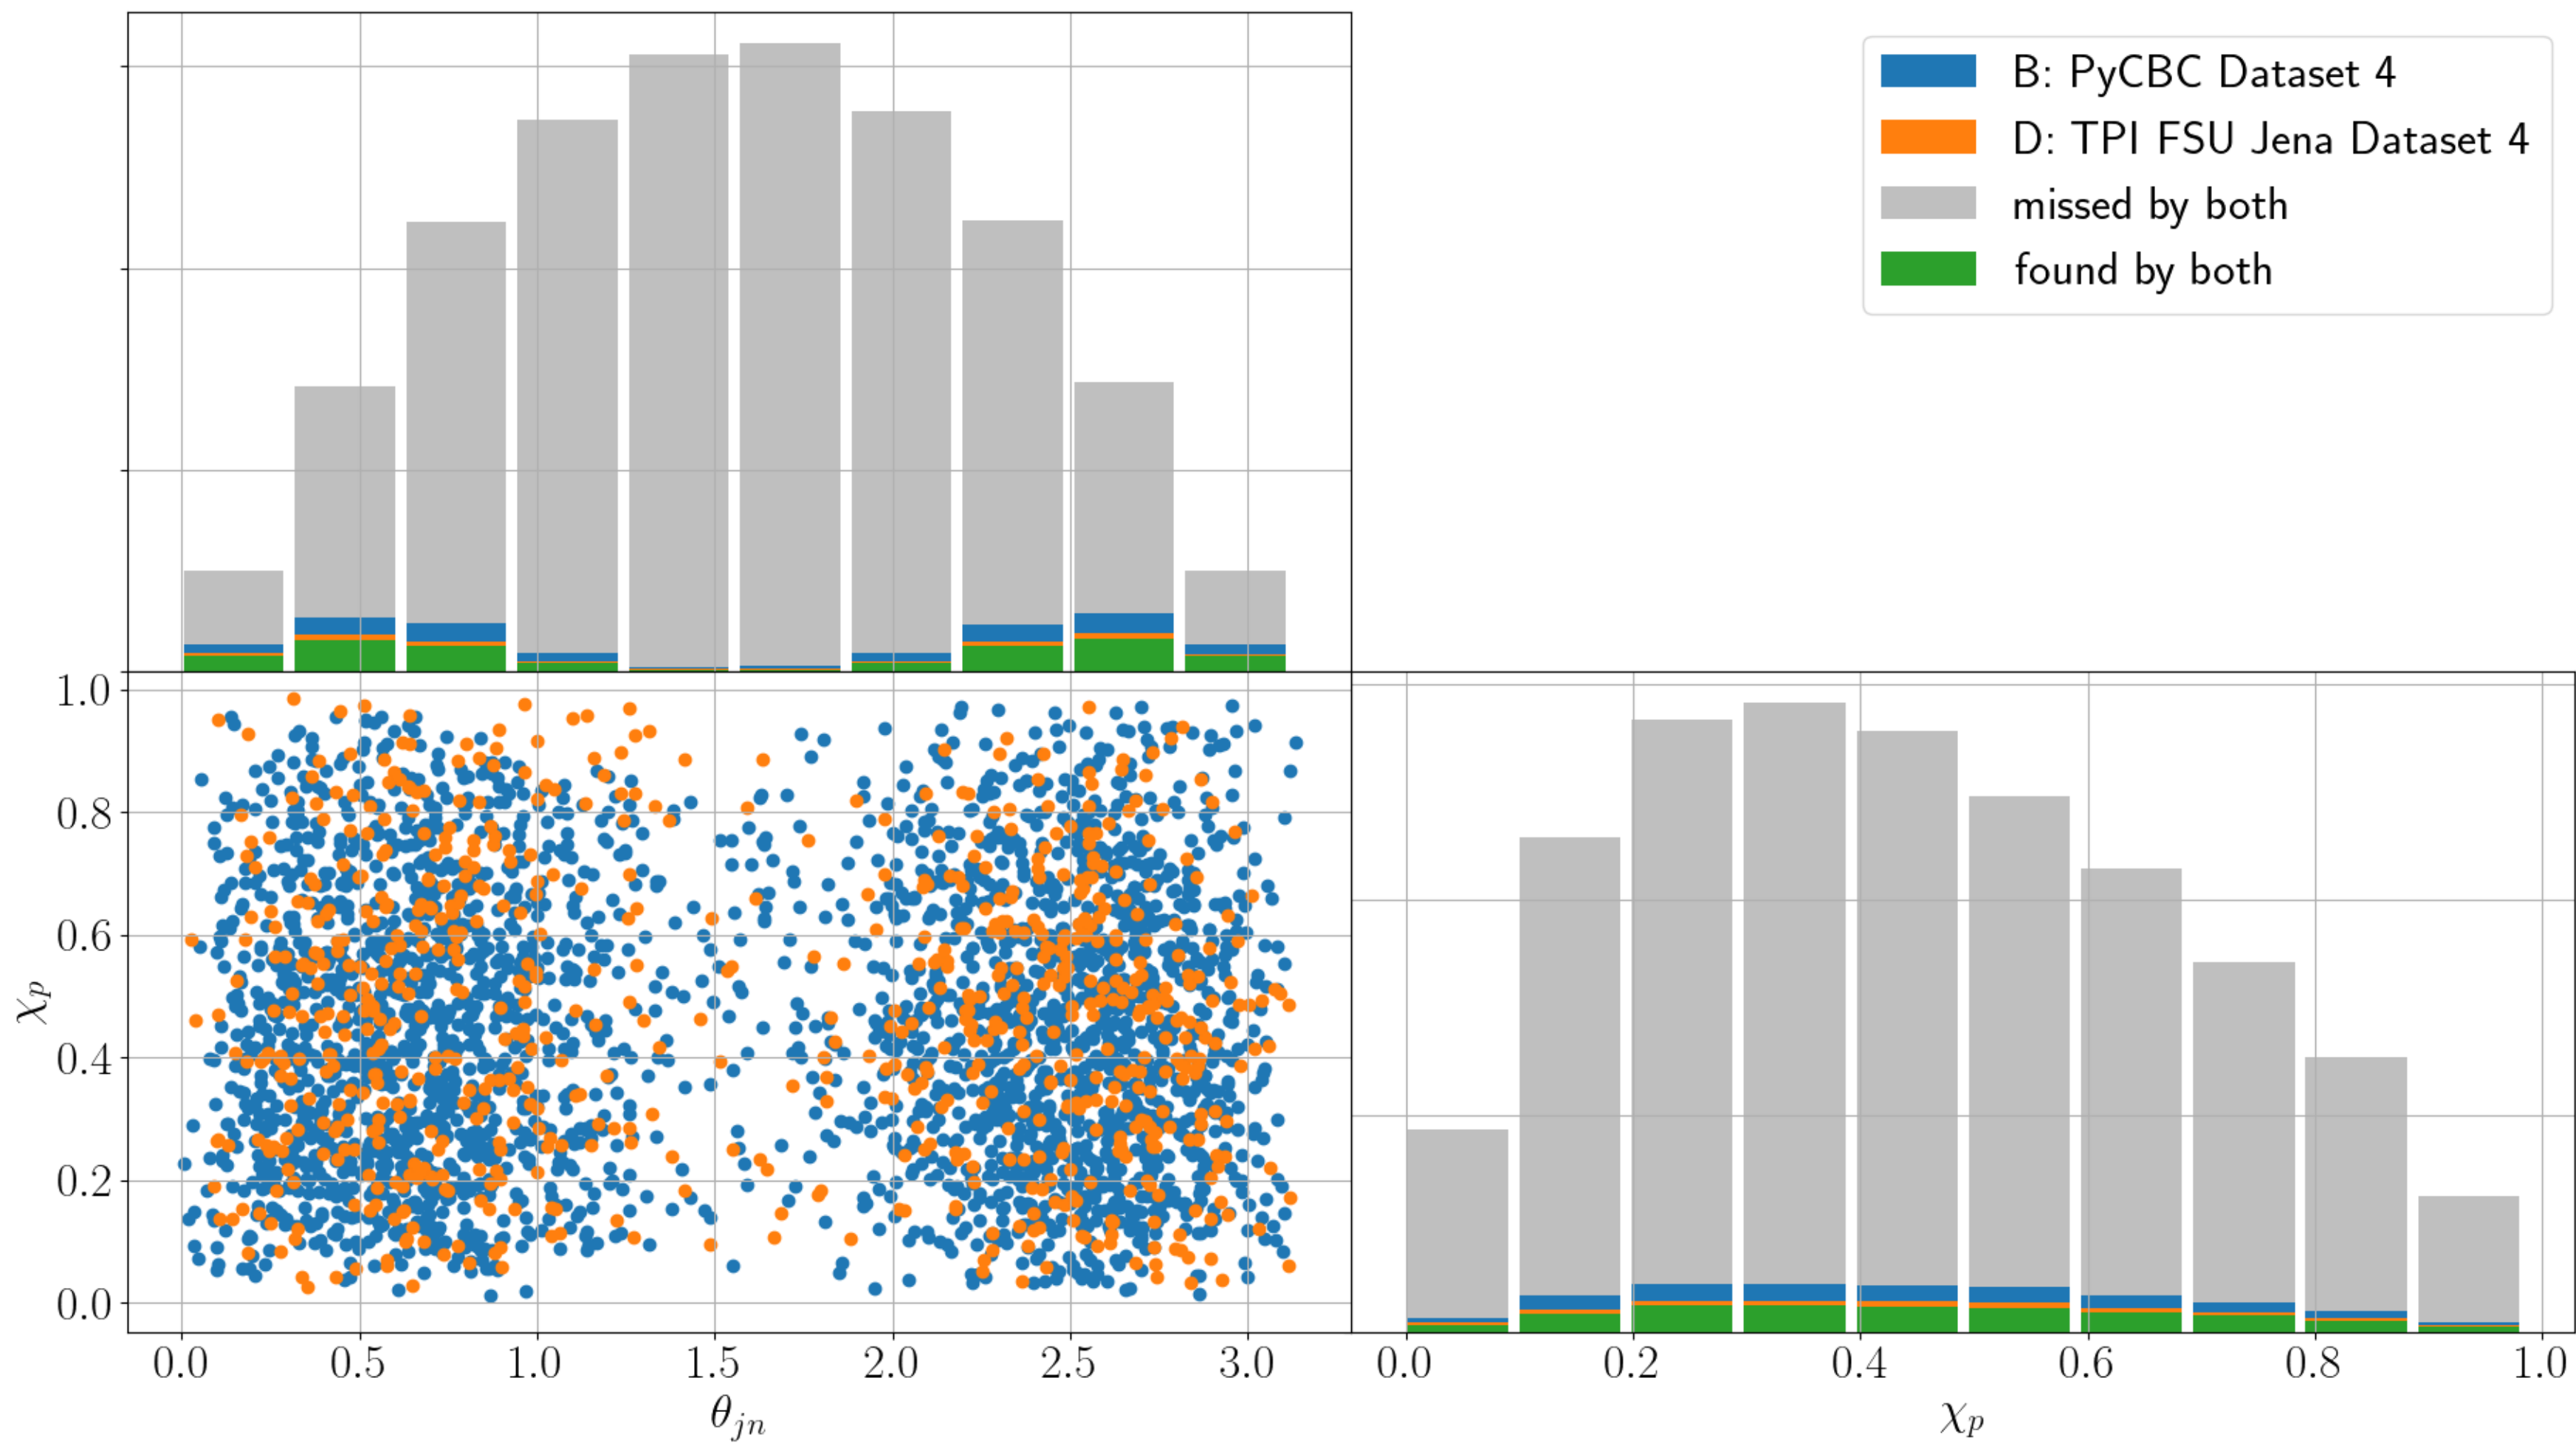 B: PyCBC Dataset 4
D: TPI FSU Jena Dataset 4
missed by both
found by both
1.0
0.8
0.6
0.4
0.2
0.0
χp
0.0 0.5 1.0 1.5 2.0 2.5 3.0
θjn
0.0 0.2 0.4 0.6 0.8 1.0
χp